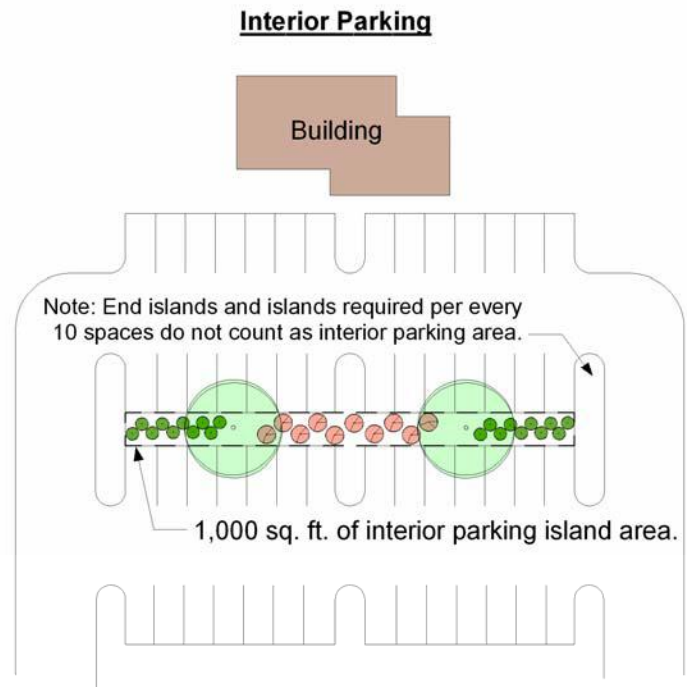 Interior Parking
Building
Note: End islands and islands required per every
10 spaces do not count as interior parking area.
1,000 sq. ft. of interior parking island area.